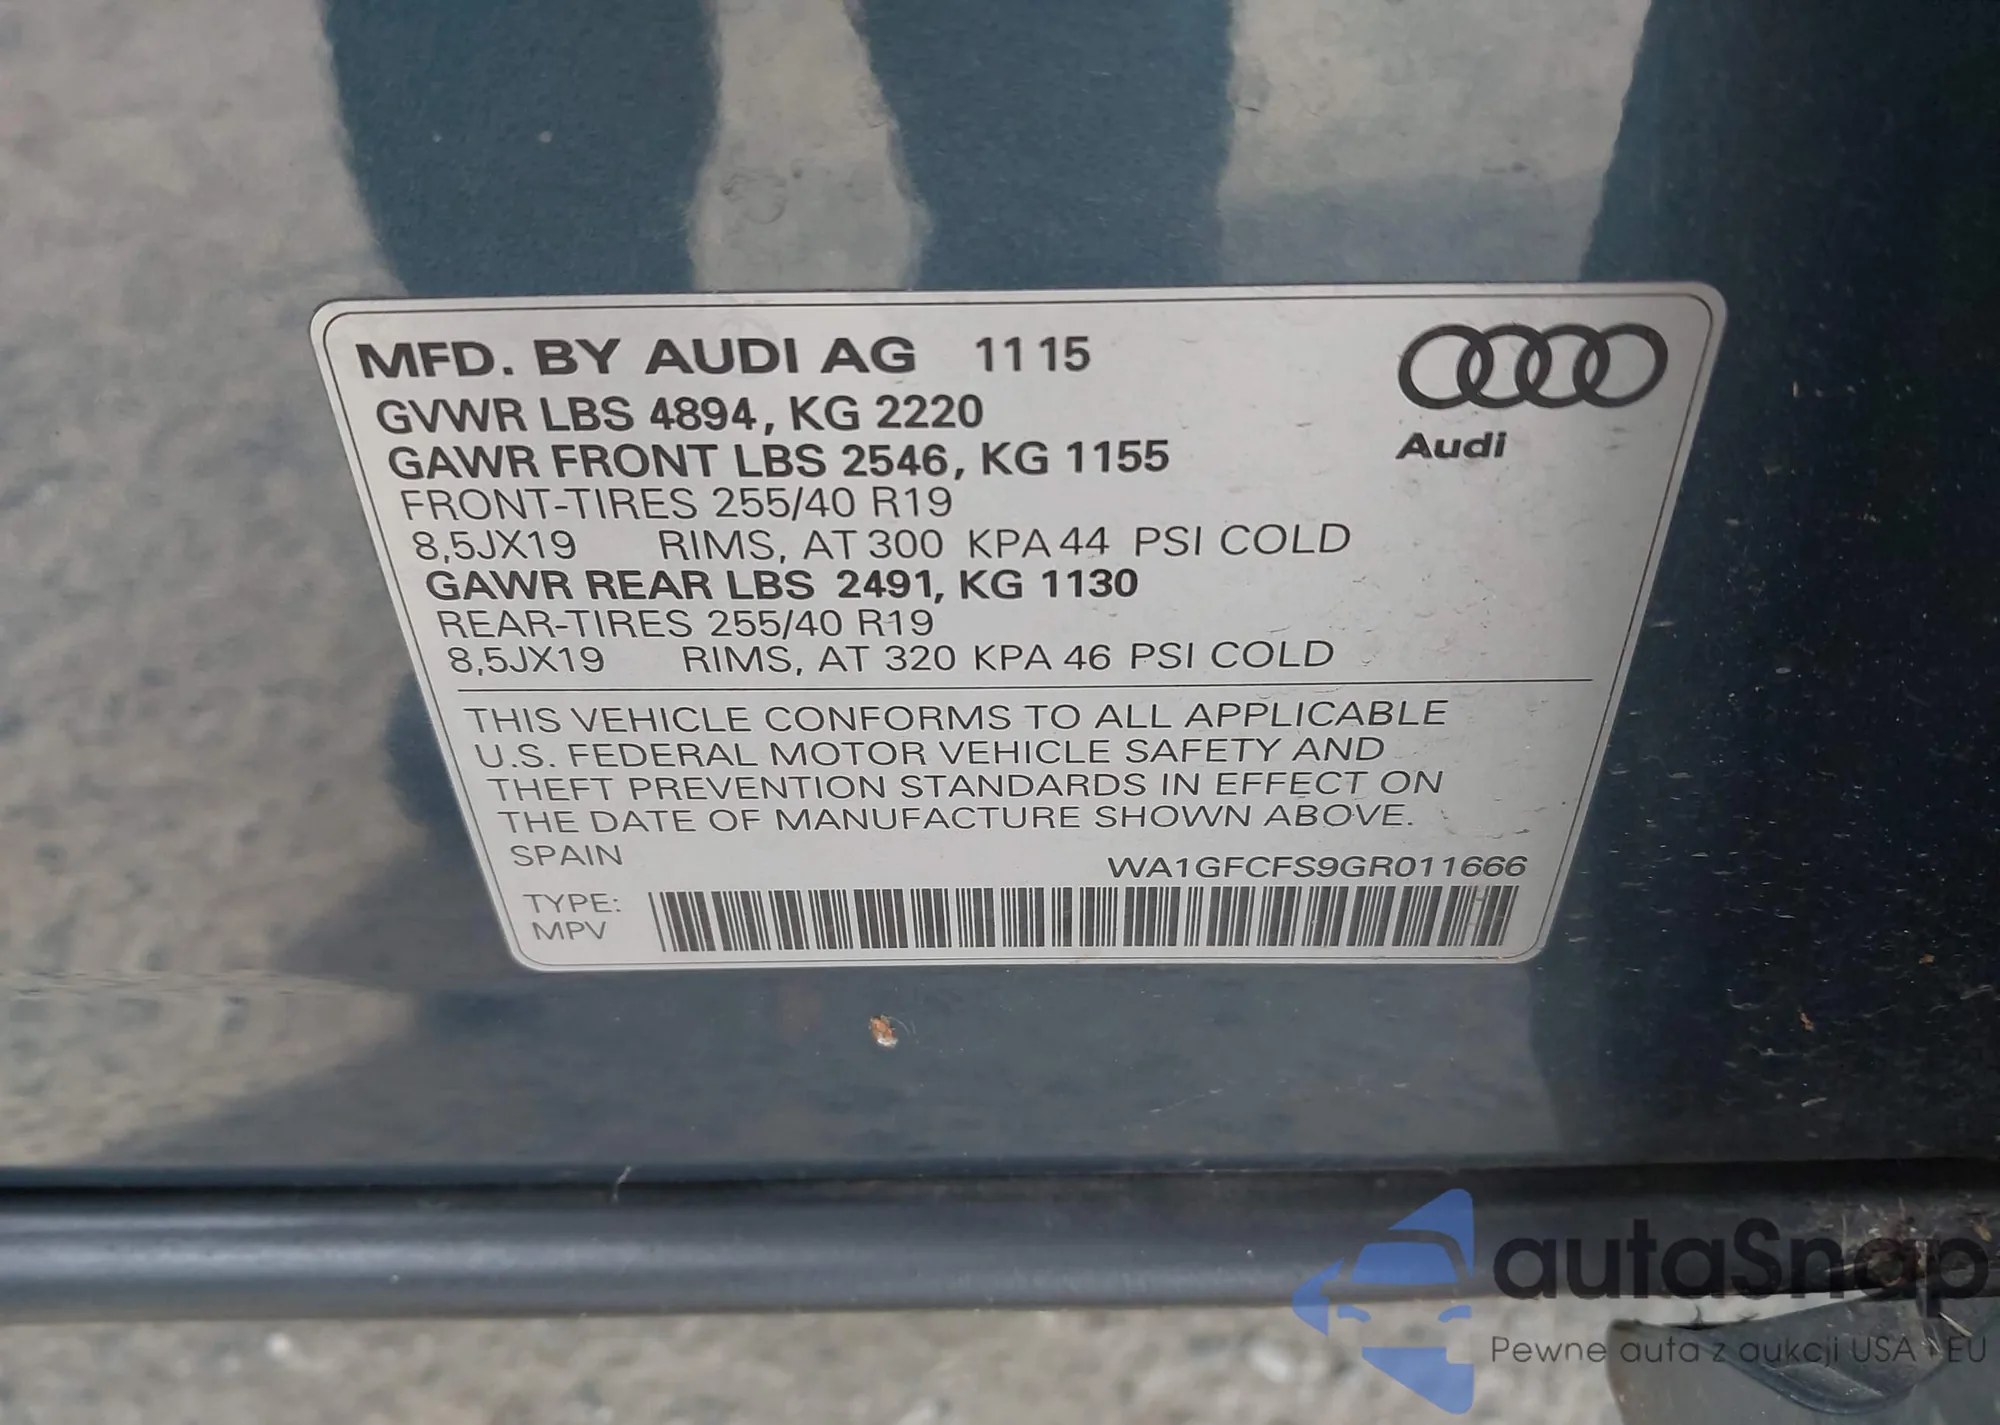 MFD. BY AUDI AG 11 15
GVWR LBS 4894, KG 2220
GAWR FRONT LBS 2546, KG 1155
FRONT-TIRES 255/40 R19
8,5JX19 RIMS, AT 300 KPA 44 PSI COLD
GAWR REAR LBS 2491, KG 1130
REAR-TIRES 255/40 R19
8,5JX19 RIMS, AT 320 KPA 46 PSI COLD
Audi
THIS VEHICLE CONFORMS TO ALL APPLICABLE
U.S. FEDERAL MOTOR VEHICLE SAFETY AND
THEFT PREVENTION STANDARDS IN EFFECT ON
THE DATE OF MANUFACTURE SHOWN ABOVE.
SPAIN
WA1GFCFS9GR011666
TYPE:
MPV
autaSnap
Pewne auta z aukcji USA i EU